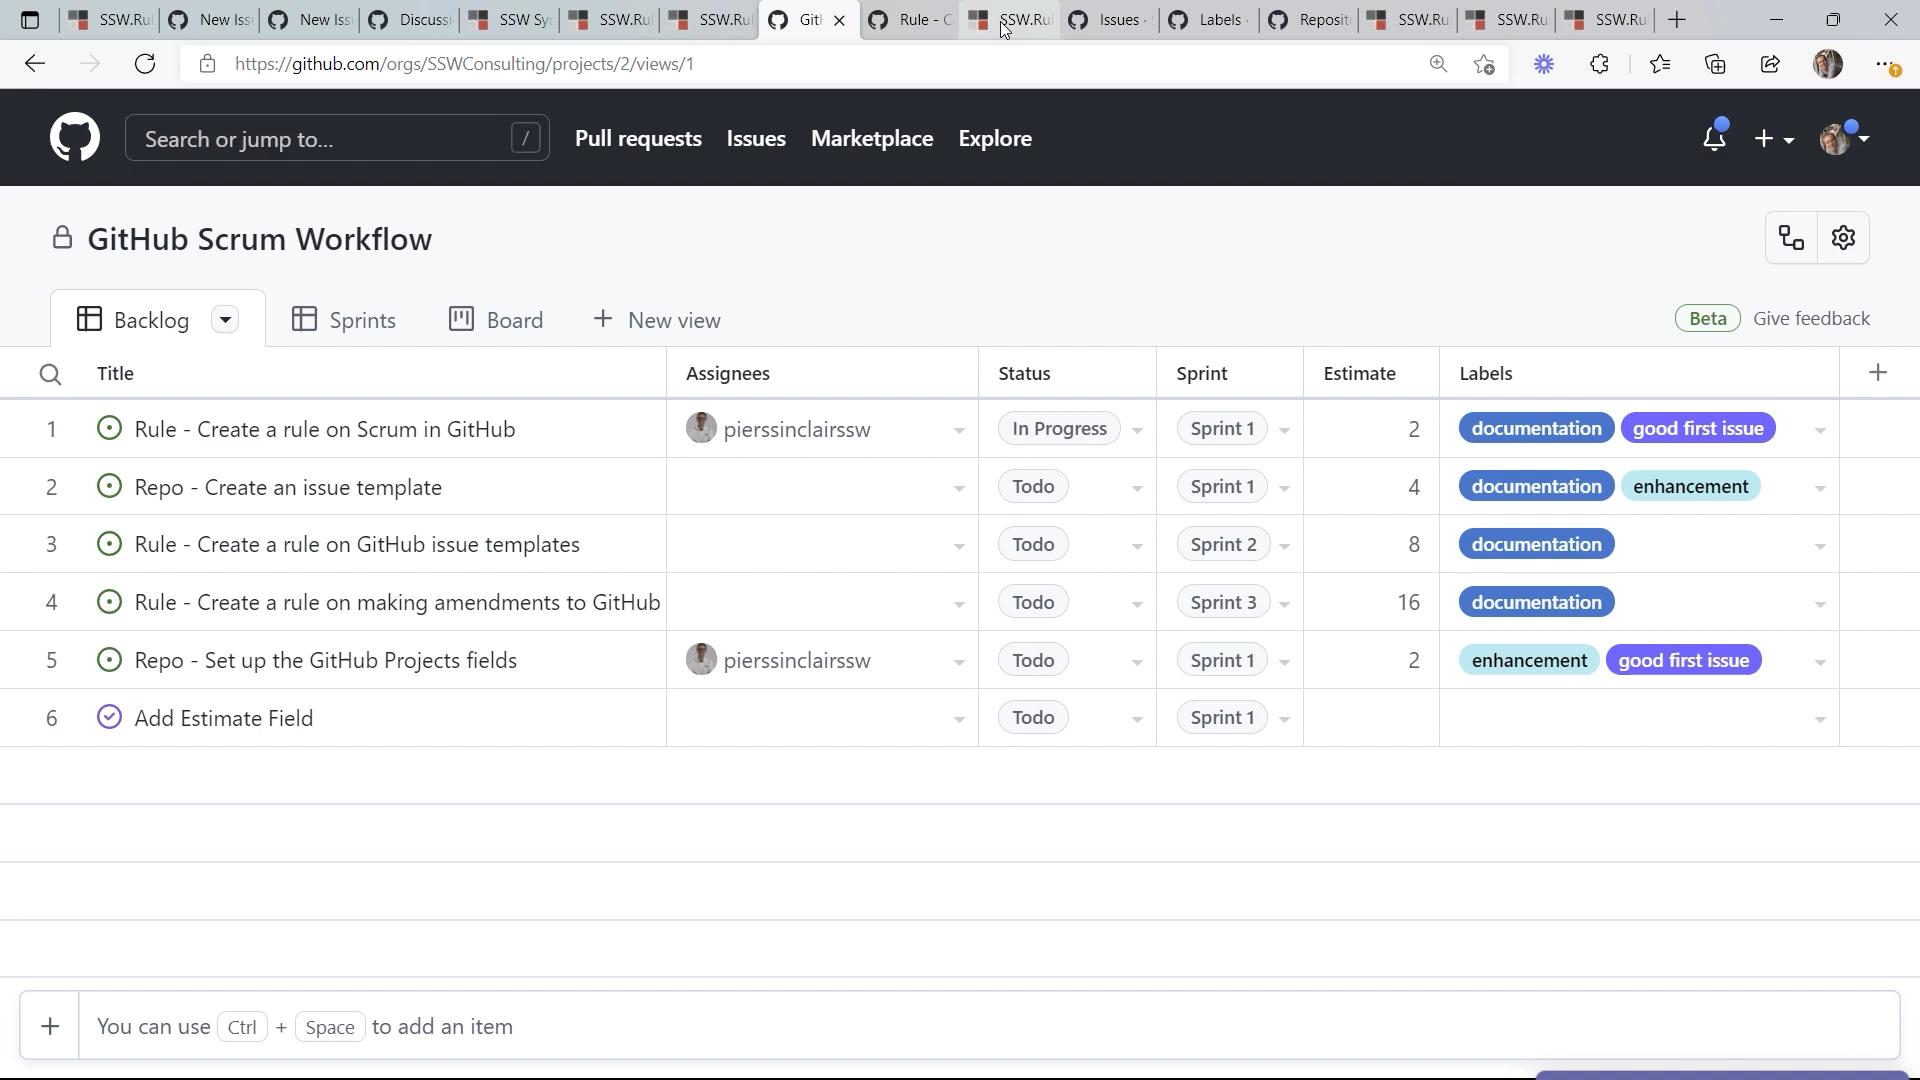 SSW.Rul New Iss New Iss Discussi SSW Syd SSW.Rul SSW.Rul Git Rule - C SSW.Rul Issues · Labels · Reposit SSW.Ru SSW.Ru SSW.Ru
https://github.com/orgs/SSWConsulting/projects/2/views/1
Search or jump to... / Pull requests Issues Marketplace Explore
GitHub Scrum Workflow
Backlog Sprints Board + New view Beta Give feedback
Title Assignees Status Sprint Estimate Labels +
1 Rule - Create a rule on Scrum in GitHub pierssinclairssw In Progress Sprint 1 2 documentation good first issue
2 Repo - Create an issue template Todo Sprint 1 4 documentation enhancement
3 Rule - Create a rule on GitHub issue templates Todo Sprint 2 8 documentation
4 Rule - Create a rule on making amendments to GitHub Todo Sprint 3 16 documentation
5 Repo - Set up the GitHub Projects fields pierssinclairssw Todo Sprint 1 2 enhancement good first issue
6 Add Estimate Field Todo Sprint 1
+ You can use Ctrl + Space to add an item